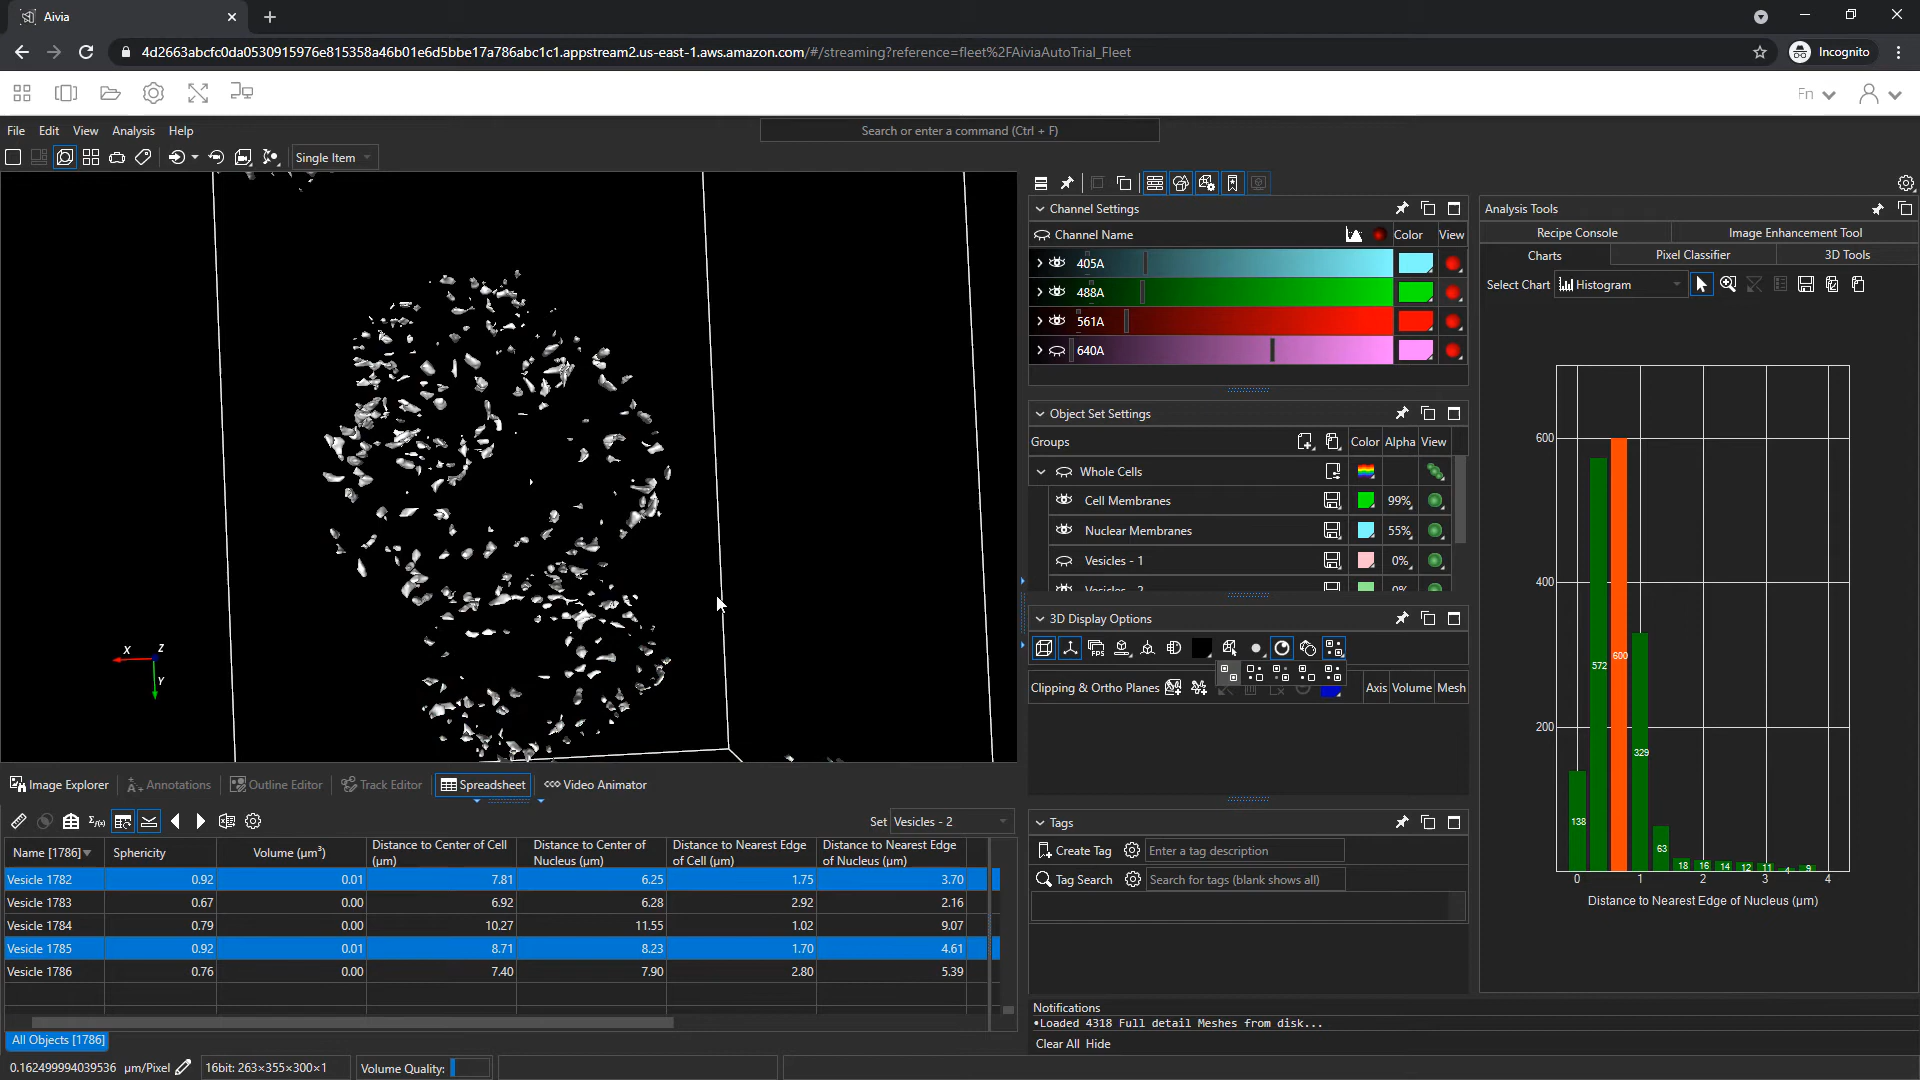 Aivia
4d2663abcfc0da0530915976e815358a46b01e6d5bbe17a786abc1c1.appstream2.us-east-1.aws.amazon.com/#/streaming?reference=fleet%2FAiviaAutoTrial_Fleet
Incognito
Fn
File Edit View Analysis Help
Search or enter a command (Ctrl + F)
Single Item
Channel Settings
Channel Name Color View
405A
488A
561A
640A
Object Set Settings
Groups Color Alpha View
Whole Cells
Cell Membranes 99%
Nuclear Membranes 55%
Vesicles - 1 0%
Vesicles - 2 0%
3D Display Options
FPS
Clipping & Ortho Planes Axis Volume Mesh
Tags
Create Tag Enter a tag description
Tag Search Search for tags (blank shows all)
Notifications
•Loaded 4318 Full detail Meshes from disk...
Clear All Hide
Analysis Tools
Recipe Console Image Enhancement Tool
Charts Pixel Classifier 3D Tools
Select Chart Histogram
600
400
200
138 572 600 329 63 18 16 14 12 11 4 9
0 1 2 3 4
Distance to Nearest Edge of Nucleus (μm)
X Z
Y
Image Explorer Annotations Outline Editor Track Editor Spreadsheet Video Animator
Set Vesicles - 2
Name [1786] Sphericity Volume (μm³) Distance to Center of Cell (μm) Distance to Center of Nucleus (μm) Distance to Nearest Edge of Cell (μm) Distance to Nearest Edge of Nucleus (μm)
Vesicle 1782 0.92 0.01 7.81 6.25 1.75 3.70
Vesicle 1783 0.67 0.00 6.92 6.28 2.92 2.16
Vesicle 1784 0.79 0.00 10.27 11.55 1.02 9.07
Vesicle 1785 0.92 0.01 8.71 8.23 1.70 4.61
Vesicle 1786 0.76 0.00 7.40 7.90 2.80 5.39
All Objects [1786]
0.162499994039536 μm/Pixel 16bit: 263×355×300×1 Volume Quality: